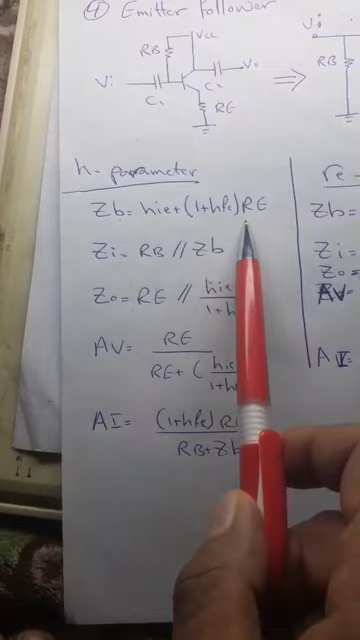 ④ Emitter Follower
Vcc
RB
Vi
C1
C2
Vo
RE
Vi
RB
h-parameter
Zb= hie+(1+hfe)RE
Zi= RB // Zb
Zo= RE // hie
1+h
AV= RE
RE+ ( hie
1+h
AI= (1+hfe) R
RB+Zb
re -
Zb=
Zi=
Zo=
AV=
AI=